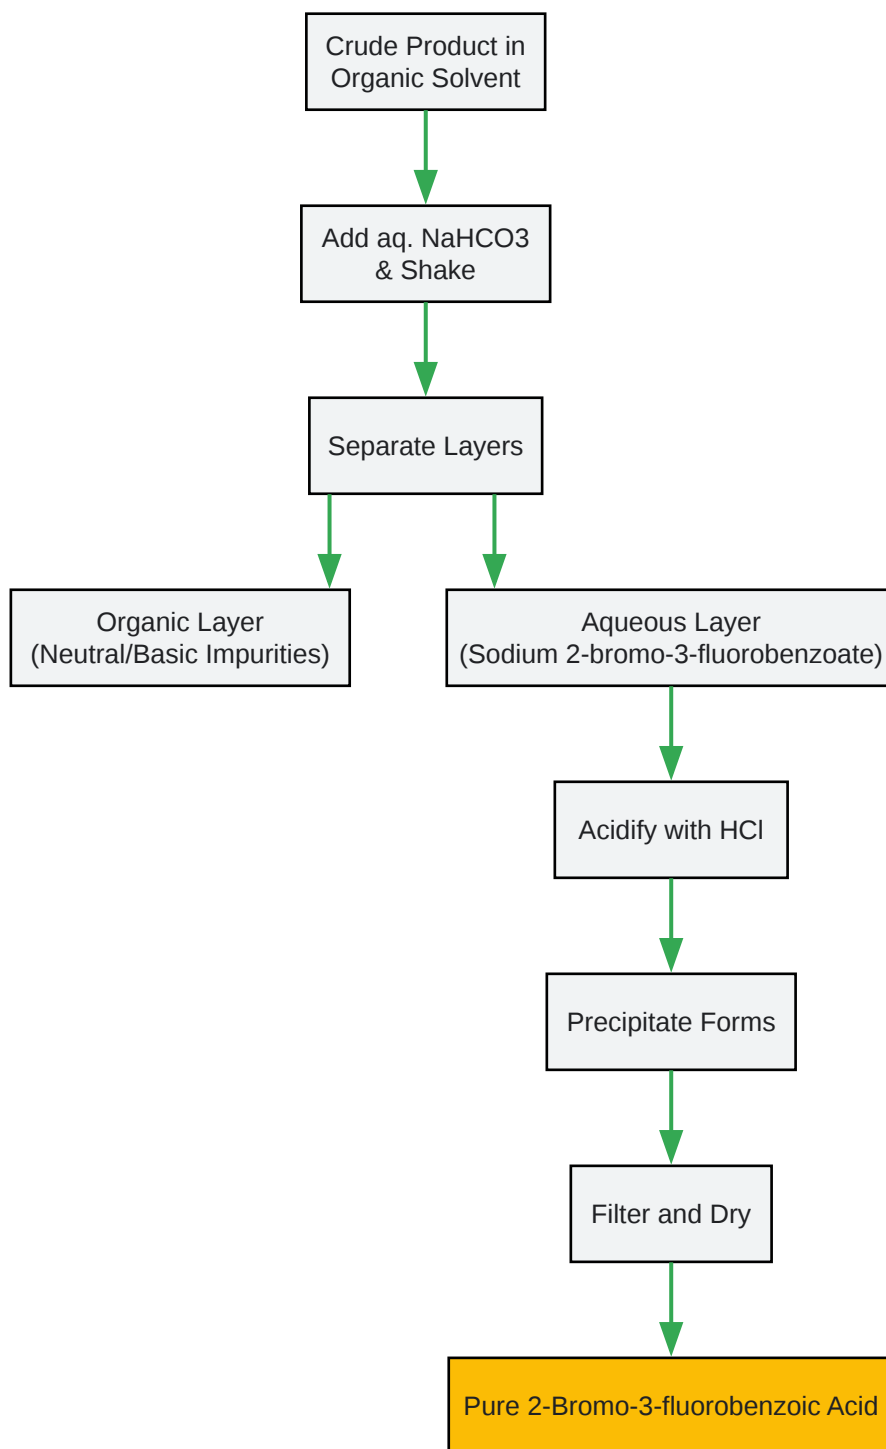 Crude Product in
Organic Solvent
Add aq. NaHCO3
& Shake
Separate Layers
Organic Layer
(Neutral/Basic Impurities)
Aqueous Layer
(Sodium 2-bromo-3-fluorobenzoate)
Acidify with HCl
Precipitate Forms
Filter and Dry
Pure 2-Bromo-3-fluorobenzoic Acid